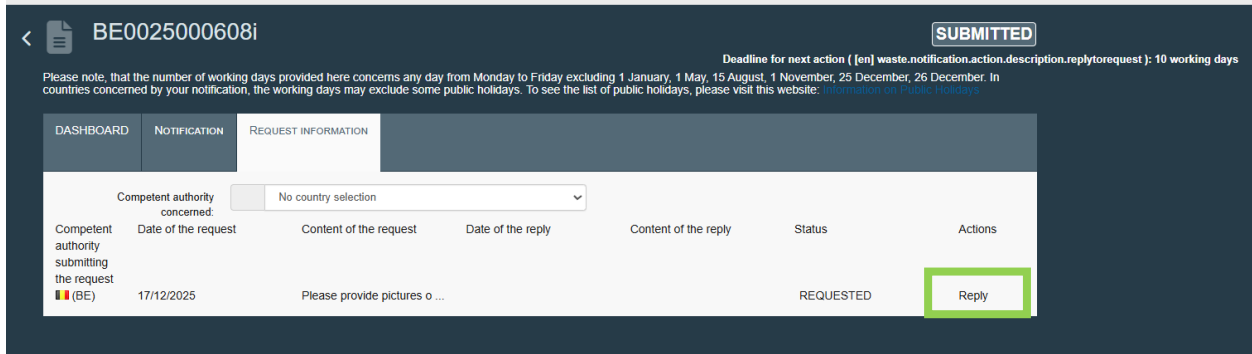 BE0025000608i
SUBMITTED
Deadline for next action ( [en] waste.notification.action.description.replytorequest ): 10 working days
Please note, that the number of working days provided here concerns any day from Monday to Friday excluding 1 January, 1 May, 15 August, 1 November, 25 December, 26 December. In
countries concerned by your notification, the working days may exclude some public holidays. To see the list of public holidays, please visit this website: Information on Public Holidays
DASHBOARD NOTIFICATION REQUEST INFORMATION
Competent authority
concerned:
No country selection
Competent
authority
submitting
the request
Date of the request
Content of the request
Date of the reply
Content of the reply
Status
Actions
(BE) 17/12/2025 Please provide pictures o ... REQUESTED Reply